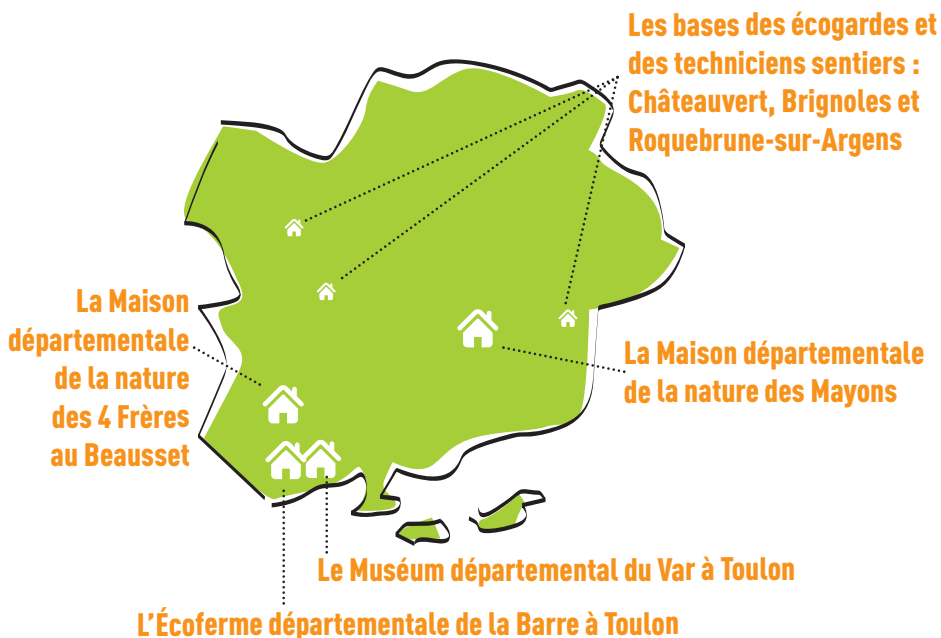 Les bases des écogardes et
des techniciens sentiers :
Châteauvert, Brignoles et
Roquebrune-sur-Argens
La Maison
départementale
de la nature
des 4 Frères
au Beausset
La Maison départementale
de la nature des Mayons
Le Muséum départemental du Var à Toulon
L'Écoferme départementale de la Barre à Toulon